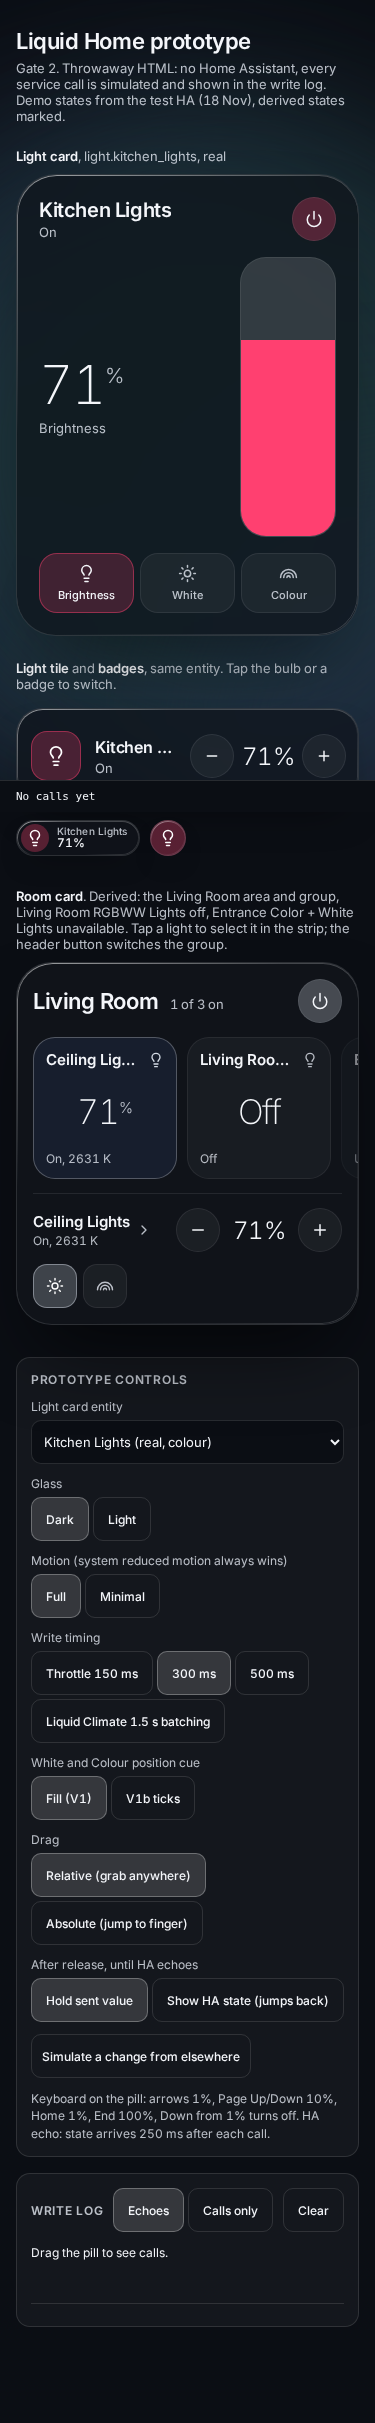 Liquid Home prototype
Gate 2. Throwaway HTML: no Home Assistant, every
service call is simulated and shown in the write log.
Demo states from the test HA (18 Nov), derived states
marked.
Light card, light.kitchen_lights, real
Kitchen Lights
On
71%
Brightness
Brightness
White
Colour
Light tile and badges, same entity. Tap the bulb or a
badge to switch.
Kitchen ...
On
− 71% +
No calls yet
Kitchen Lights
71%
Room card. Derived: the Living Room area and group,
Living Room RGBWW Lights off, Entrance Color + White
Lights unavailable. Tap a light to select it in the strip; the
header button switches the group.
Living Room 1 of 3 on
Ceiling Lig...
71%
On, 2631 K
Living Roo...
Off
Off
Ceiling Lights
On, 2631 K
− 71% +
PROTOTYPE CONTROLS
Light card entity
Kitchen Lights (real, colour)
Glass
Dark
Light
Motion (system reduced motion always wins)
Full
Minimal
Write timing
Throttle 150 ms
300 ms
500 ms
Liquid Climate 1.5 s batching
White and Colour position cue
Fill (V1)
V1b ticks
Drag
Relative (grab anywhere)
Absolute (jump to finger)
After release, until HA echoes
Hold sent value
Show HA state (jumps back)
Simulate a change from elsewhere
Keyboard on the pill: arrows 1%, Page Up/Down 10%,
Home 1%, End 100%, Down from 1% turns off. HA
echo: state arrives 250 ms after each call.
WRITE LOG
Echoes
Calls only
Clear
Drag the pill to see calls.